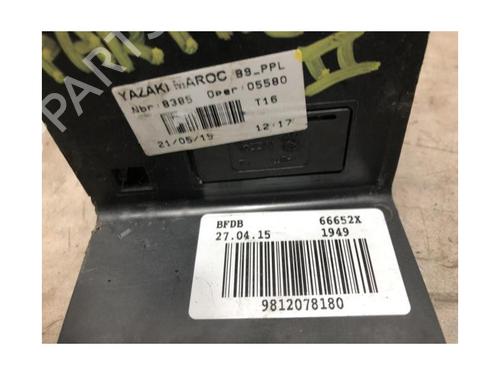 YAZAKI MAROC B9_PPL
Nbr:8385 Oper:05580
T16
21/05/15 12:17
BFDB 66652X
27.04.15 1949
9812078180